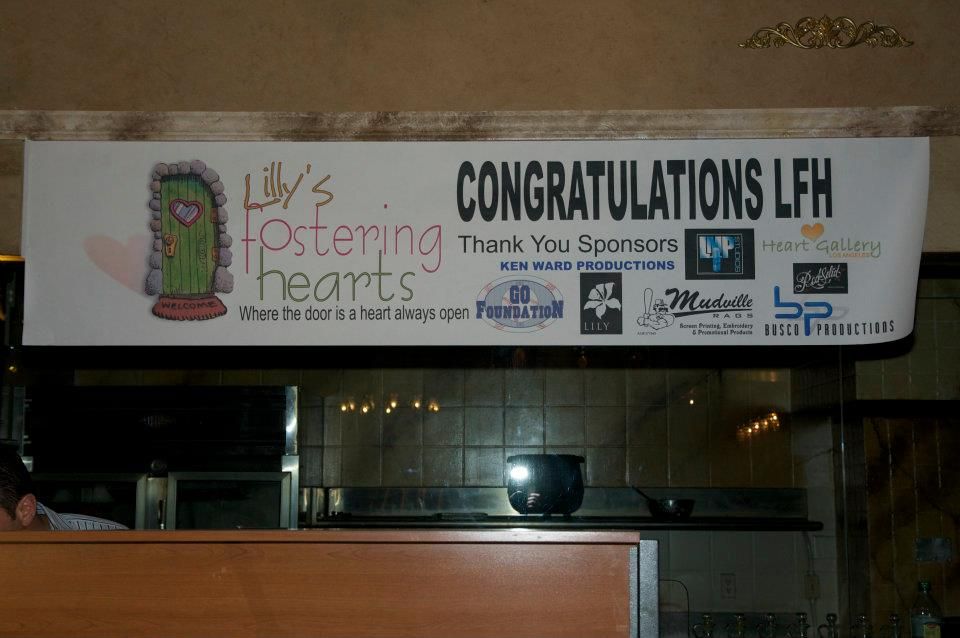 Lilly's
fostering
hearts
WELCOME
Where the door is a heart always open
CONGRATULATIONS LFH
Thank You Sponsors
KEN WARD PRODUCTIONS
GO
FOUNDATION
LILY
Mudville
RAGS
Screen Printing, Embroidery
& Promotional Products
Heart Gallery
LOS ANGELES
bp
BUSCO PRODUCTIONS